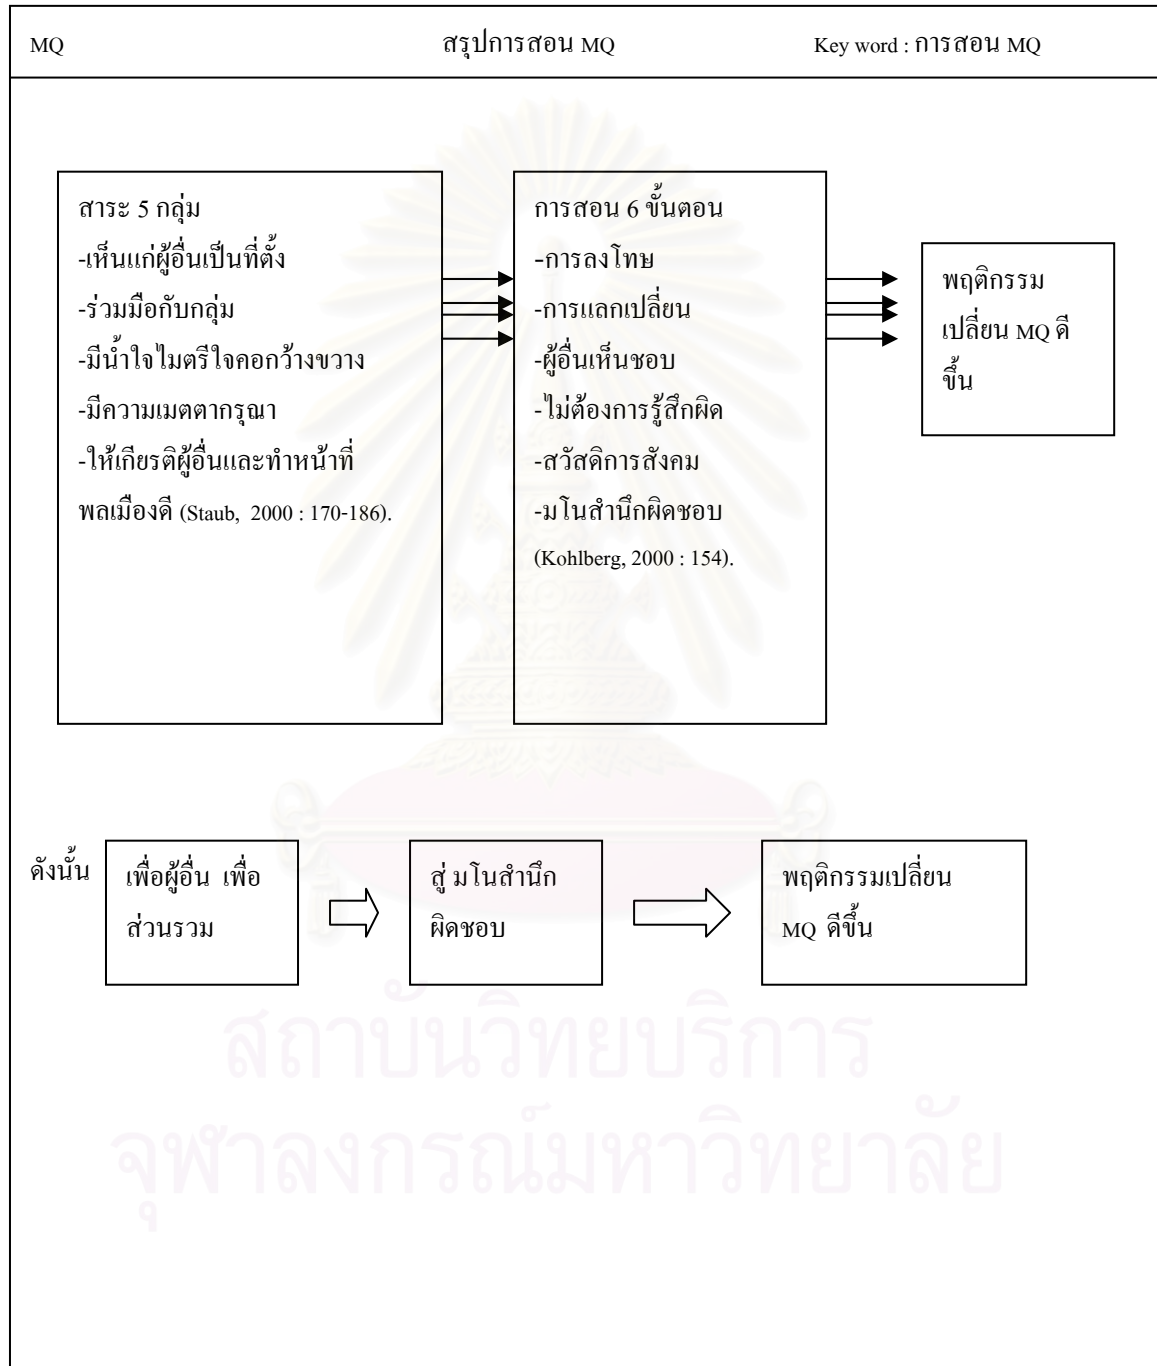 MQ สรุปการสอน MQ Key word : การสอน MQ
สาระ 5 กลุ่ม
-เห็นแก่ผู้อื่นเป็นที่ตั้ง
-ร่วมมือกับกลุ่ม
-มีน้ำใจไมตรีใจคอกว้างขวาง
-มีความเมตตากรุณา
-ให้เกียรติผู้อื่นและทำหน้าที่
พลเมืองดี (Staub, 2000 : 170-186).
การสอน 6 ขั้นตอน
-การลงโทษ
-การแลกเปลี่ยน
-ผู้อื่นเห็นชอบ
-ไม่ต้องการรู้สึกผิด
-สวัสดิการสังคม
-มโนสำนึกผิดชอบ
(Kohlberg, 2000 : 154).
พฤติกรรม
เปลี่ยน MQ ดี
ขึ้น
ดังนั้น
เพื่อผู้อื่น เพื่อ
ส่วนรวม
สู่ มโนสำนึก
ผิดชอบ
พฤติกรรมเปลี่ยน
MQ ดีขึ้น
สถาบันวิทยบริการ
จุฬาลงกรณ์มหาวิทยาลัย